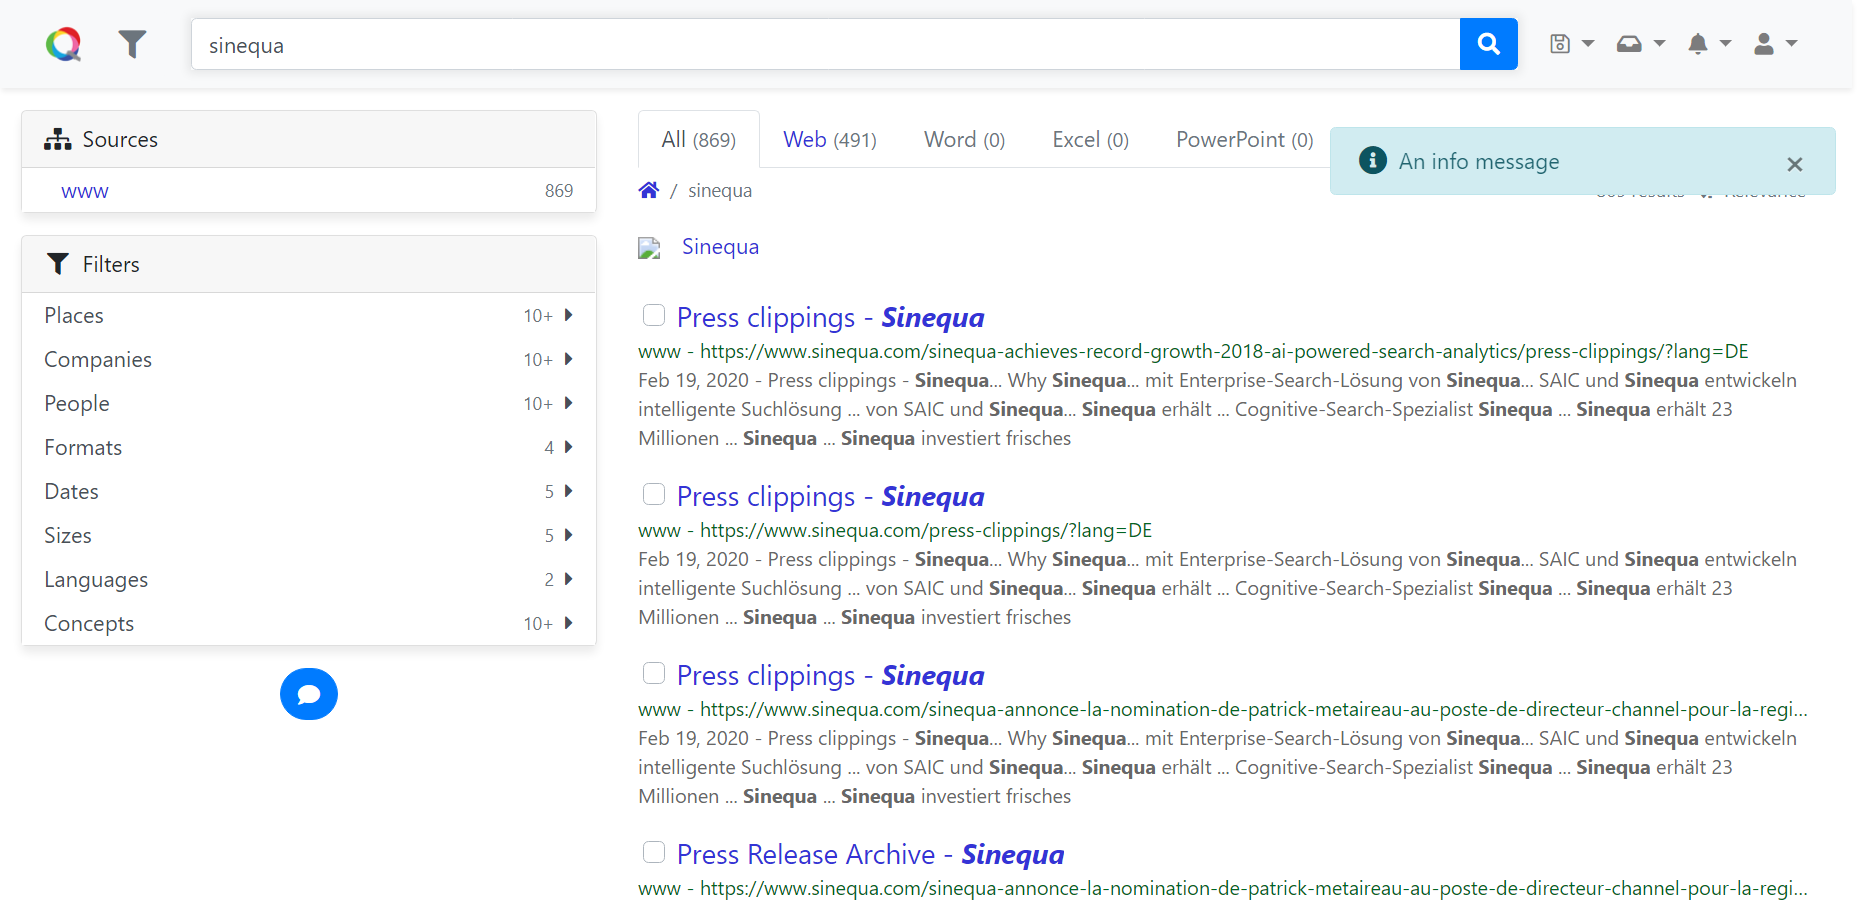 sinequa
Sources
www 869
Filters
Places 10+
Companies 10+
People 10+
Formats 4
Dates 5
Sizes 5
Languages 2
Concepts 10+
All (869) Web (491) Word (0) Excel (0) PowerPoint (0)
An info message ×
/ sinequa
Sinequa
Press clippings - Sinequa
www - https://www.sinequa.com/sinequa-achieves-record-growth-2018-ai-powered-search-analytics/press-clippings/?lang=DE
Feb 19, 2020 - Press clippings - Sinequa... Why Sinequa... mit Enterprise-Search-Lösung von Sinequa... SAIC und Sinequa entwickeln
intelligente Suchlösung ... von SAIC und Sinequa... Sinequa erhält ... Cognitive-Search-Spezialist Sinequa ... Sinequa erhält 23
Millionen ... Sinequa ... Sinequa investiert frisches
Press clippings - Sinequa
www - https://www.sinequa.com/press-clippings/?lang=DE
Feb 19, 2020 - Press clippings - Sinequa... Why Sinequa... mit Enterprise-Search-Lösung von Sinequa... SAIC und Sinequa entwickeln
intelligente Suchlösung ... von SAIC und Sinequa... Sinequa erhält ... Cognitive-Search-Spezialist Sinequa ... Sinequa erhält 23
Millionen ... Sinequa ... Sinequa investiert frisches
Press clippings - Sinequa
www - https://www.sinequa.com/sinequa-annonce-la-nomination-de-patrick-metaireau-au-poste-de-directeur-channel-pour-la-regi...
Feb 19, 2020 - Press clippings - Sinequa... Why Sinequa... mit Enterprise-Search-Lösung von Sinequa... SAIC und Sinequa entwickeln
intelligente Suchlösung ... von SAIC und Sinequa... Sinequa erhält ... Cognitive-Search-Spezialist Sinequa ... Sinequa erhält 23
Millionen ... Sinequa ... Sinequa investiert frisches
Press Release Archive - Sinequa
www - https://www.sinequa.com/sinequa-annonce-la-nomination-de-patrick-metaireau-au-poste-de-directeur-channel-pour-la-regi...